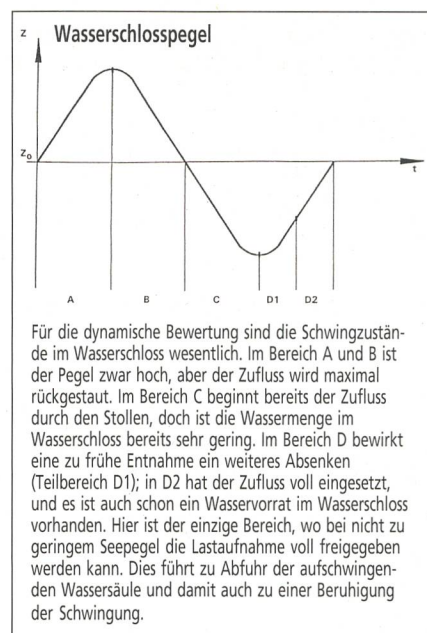 z Wasserschlosspegel
z₀
t
A B C D1 D2
Für die dynamische Bewertung sind die Schwingzustän-
de im Wasserschloss wesentlich. Im Bereich A und B ist
der Pegel zwar hoch, aber der Zufluss wird maximal
rückgestaut. Im Bereich C beginnt bereits der Zufluss
durch den Stollen, doch ist die Wassermenge im
Wasserschloss bereits sehr gering. Im Bereich D bewirkt
eine zu frühe Entnahme ein weiteres Absenken
(Teilbereich D1); in D2 hat der Zufluss voll eingesetzt,
und es ist auch schon ein Wasservorrat im Wasserschloss
vorhanden. Hier ist der einzige Bereich, wo bei nicht zu
geringem Seepegel die Lastaufnahme voll freigegeben
werden kann. Dies führt zu Abfuhr der aufschwingen-
den Wassersäule und damit auch zu einer Beruhigung
der Schwingung.